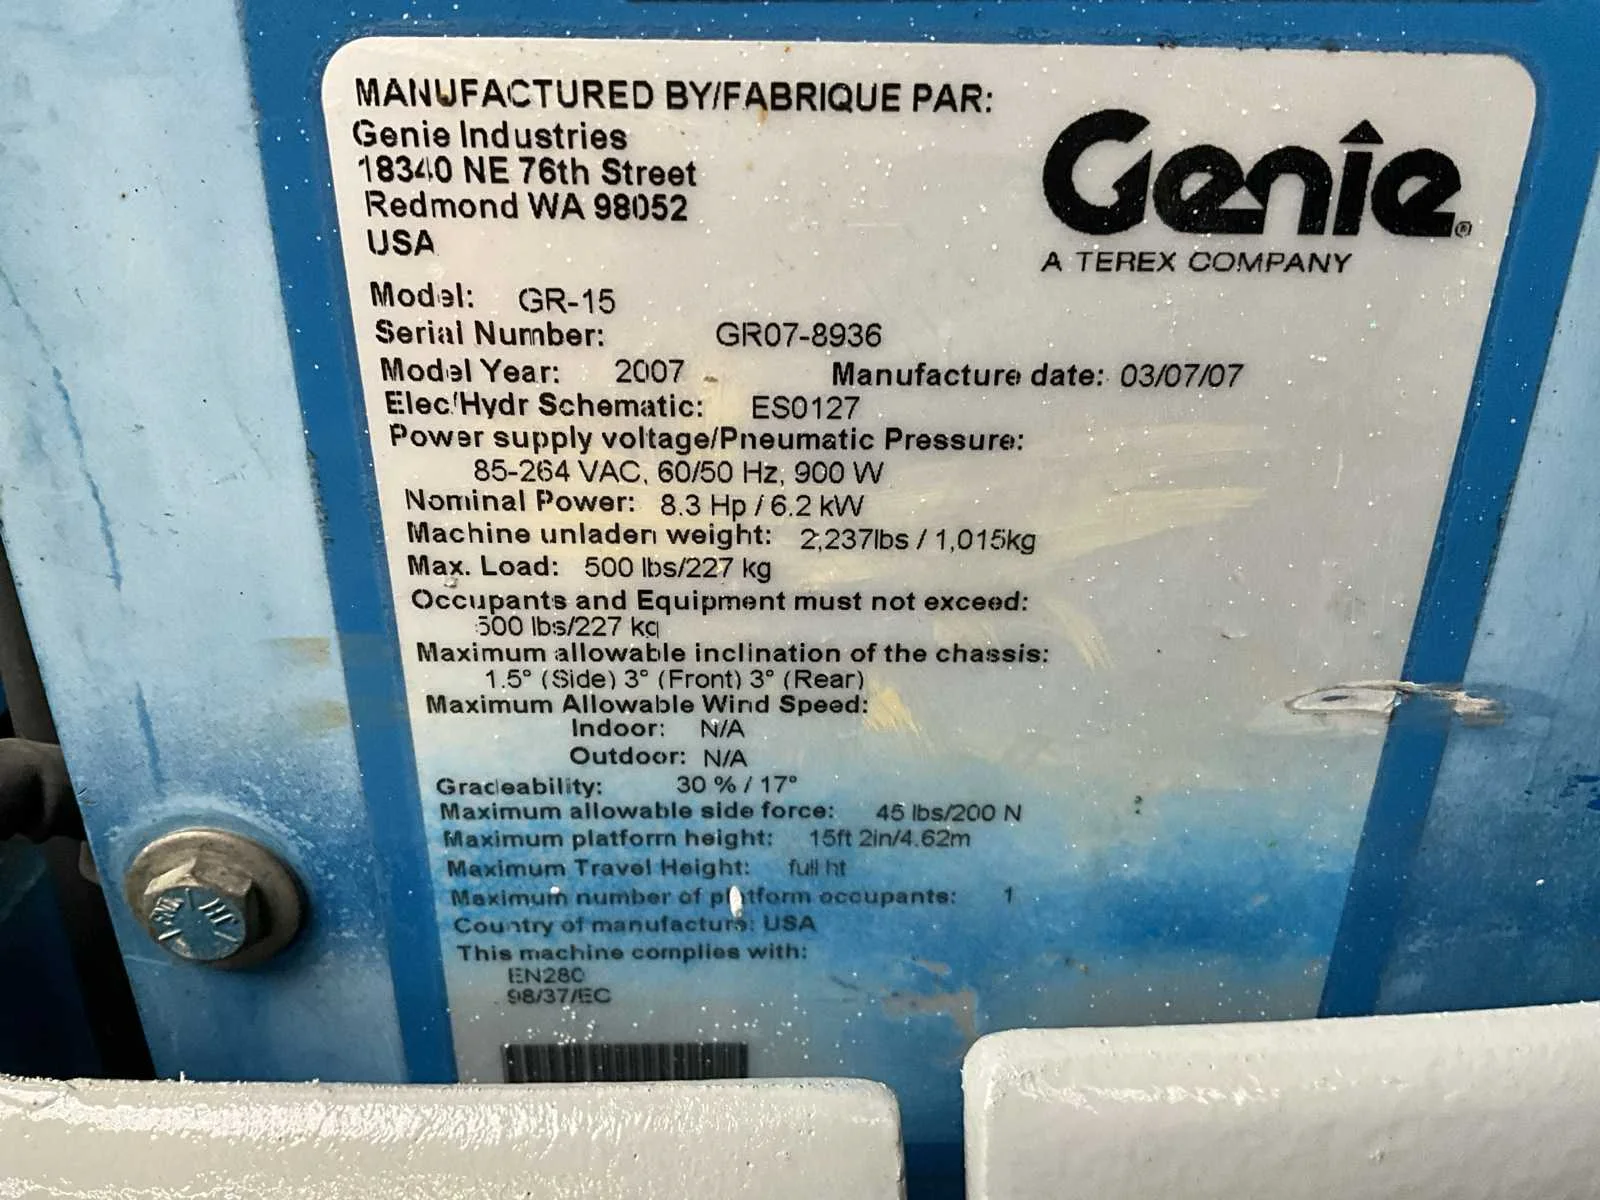 MANUFACTURED BY/FABRIQUE PAR:
Genie Industries
18340 NE 76th Street
Redmond WA 98052
USA
Genie®
A TEREX COMPANY
Model: GR-15
Serial Number: GR07-8936
Model Year: 2007 Manufacture date: 03/07/07
Elec/Hydr Schematic: ES0127
Power supply voltage/Pneumatic Pressure:
85-264 VAC, 60/50 Hz, 900 W
Nominal Power: 8.3 Hp / 6.2 kW
Machine unladen weight: 2,237lbs / 1,015kg
Max. Load: 500 lbs/227 kg
Occupants and Equipment must not exceed:
500 lbs/227 kg
Maximum allowable inclination of the chassis:
1.5° (Side) 3° (Front) 3° (Rear)
Maximum Allowable Wind Speed:
Indoor: N/A
Outdoor: N/A
Gradeability: 30 % / 17°
Maximum allowable side force: 45 lbs/200 N
Maximum platform height: 15ft 2in/4.62m
Maximum Travel Height: full ht
Maximum number of platform occupants: 1
Country of manufacture: USA
This machine complies with:
EN280
98/37/EC